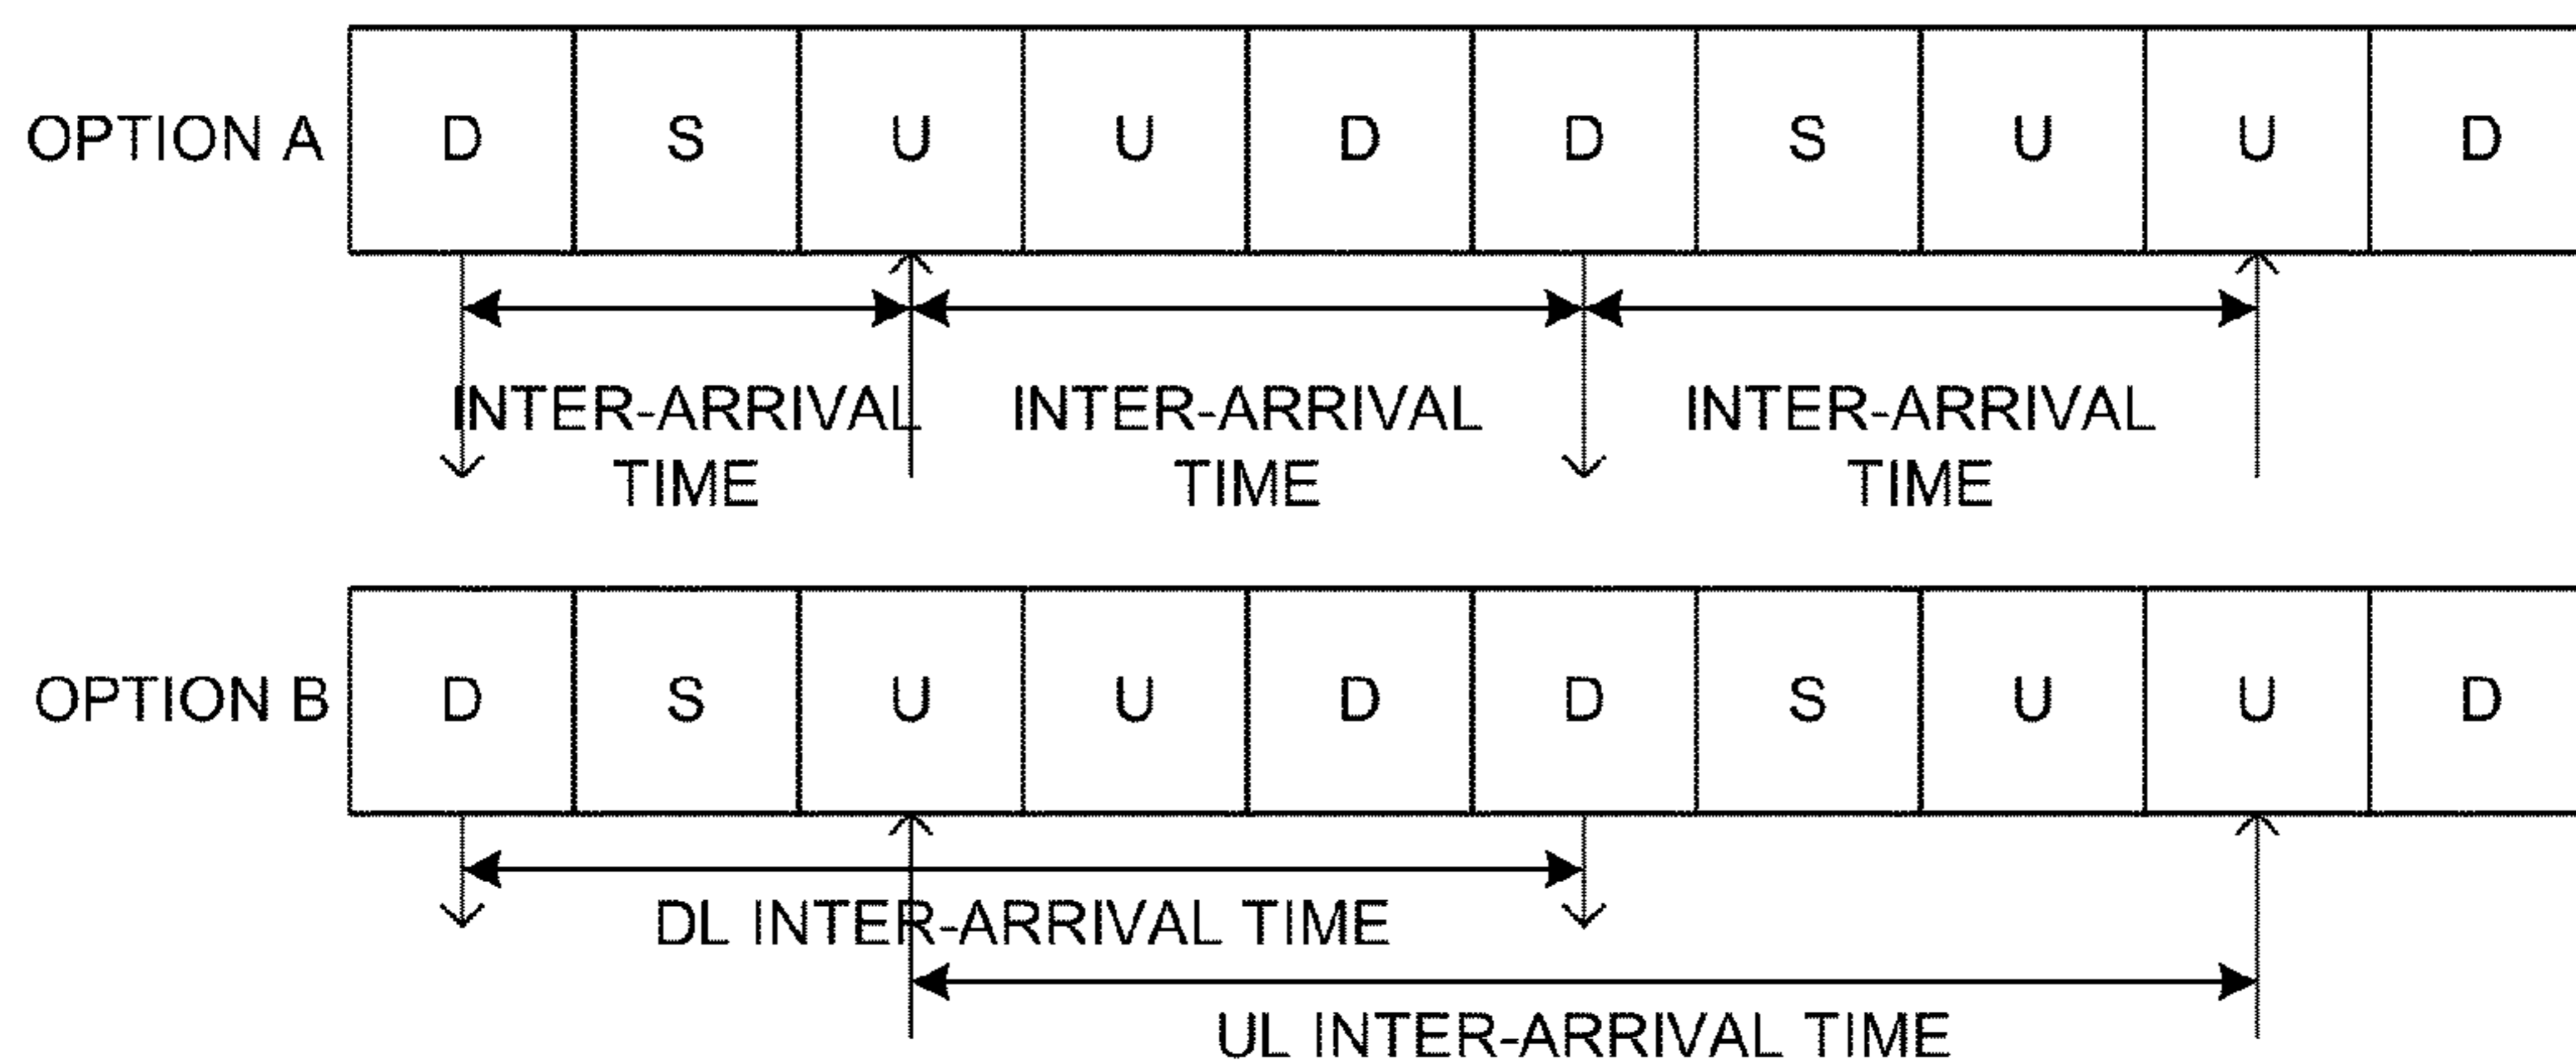 OPTION A D S U U D D S U U D
INTER-ARRIVAL INTER-ARRIVAL INTER-ARRIVAL
TIME TIME TIME
OPTION B D S U U D D S U U D
DL INTER-ARRIVAL TIME
UL INTER-ARRIVAL TIME